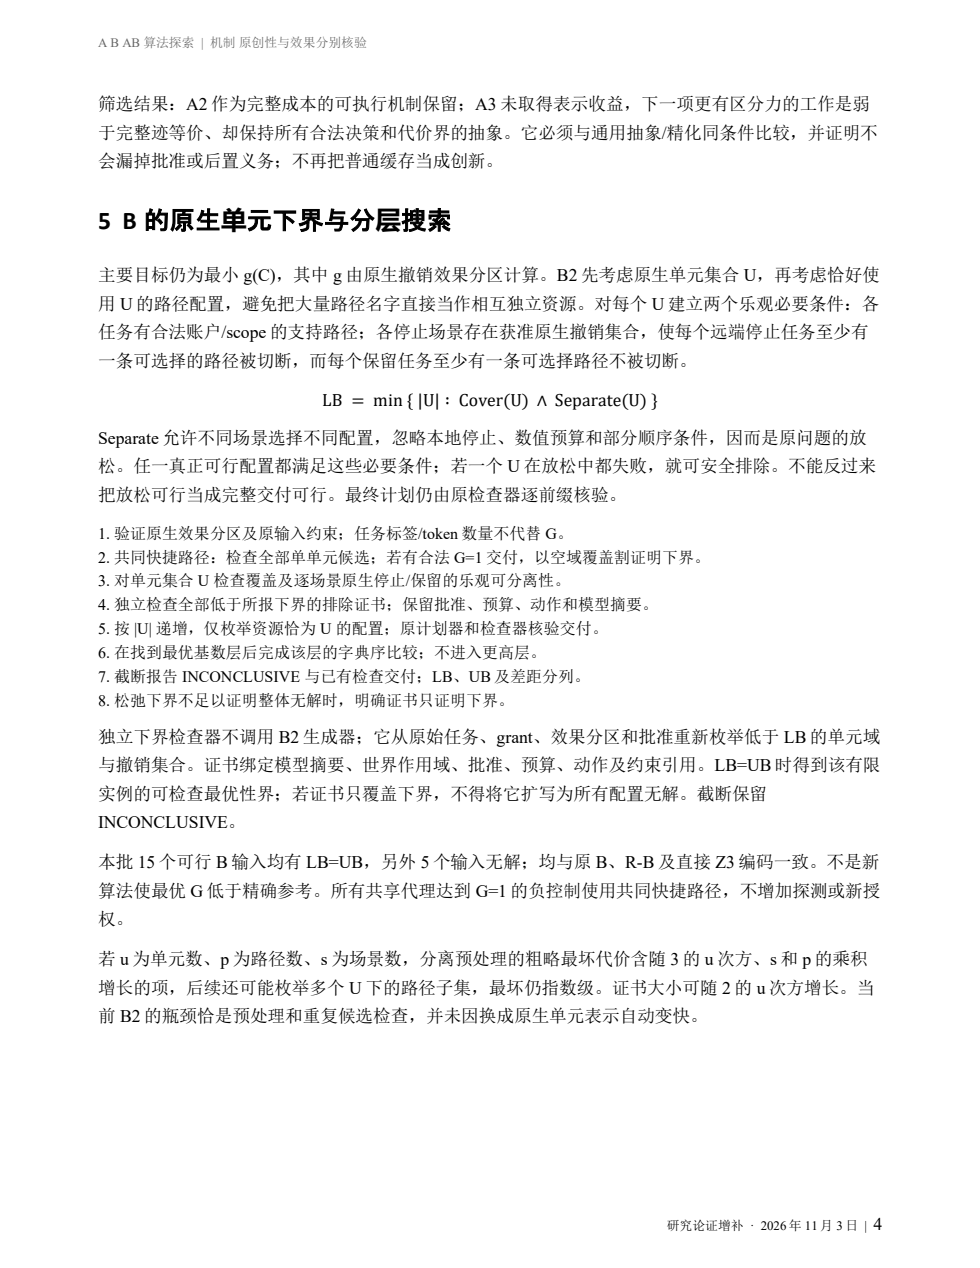 A B AB 算法探索 | 机制 原创性与效果分别核验
筛选结果：A2 作为完整成本的可执行机制保留；A3 未取得表示收益，下一项更有区分力的工作是弱
于完整迹等价、却保持所有合法决策和代价界的抽象。它必须与通用抽象/精化同条件比较，并证明不
会漏掉批准或后置义务；不再把普通缓存当成创新。
5 B 的原生单元下界与分层搜索
主要目标仍为最小 g(C)，其中 g 由原生撤销效果分区计算。B2 先考虑原生单元集合 U，再考虑恰好使
用 U 的路径配置，避免把大量路径名字直接当作相互独立资源。对每个 U 建立两个乐观必要条件：各
任务有合法账户/scope 的支持路径；各停止场景存在获准原生撤销集合，使每个远端停止任务至少有
一条可选择的路径被切断，而每个保留任务至少有一条可选择路径不被切断。
LB = min { |U| : Cover(U) ∧ Separate(U) }
Separate 允许不同场景选择不同配置，忽略本地停止、数值预算和部分顺序条件，因而是原问题的放
松。任一真正可行配置都满足这些必要条件；若一个 U 在放松中都失败，就可安全排除。不能反过来
把放松可行当成完整交付可行。最终计划仍由原检查器逐前缀核验。
1. 验证原生效果分区及原输入约束；任务标签/token 数量不代替 G。
2. 共同快捷路径：检查全部单单元候选；若有合法 G=1 交付，以空域覆盖割证明下界。
3. 对单元集合 U 检查覆盖及逐场景原生停止/保留的乐观可分离性。
4. 独立检查全部低于所报下界的排除证书；保留批准、预算、动作和模型摘要。
5. 按 |U| 递增，仅枚举资源恰为 U 的配置；原计划器和检查器核验交付。
6. 在找到最优基数层后完成该层的字典序比较；不进入更高层。
7. 截断报告 INCONCLUSIVE 与已有检查交付；LB、UB 及差距分列。
8. 松弛下界不足以证明整体无解时，明确证书只证明下界。
独立下界检查器不调用 B2 生成器；它从原始任务、grant、效果分区和批准重新枚举低于 LB 的单元域
与撤销集合。证书绑定模型摘要、世界作用域、批准、预算、动作及约束引用。LB=UB 时得到该有限
实例的可检查最优性界；若证书只覆盖下界，不得将它扩写为所有配置无解。截断保留
INCONCLUSIVE。
本批 15 个可行 B 输入均有 LB=UB，另外 5 个输入无解；均与原 B、R-B 及直接 Z3 编码一致。不是新
算法使最优 G 低于精确参考。所有共享代理达到 G=1 的负控制使用共同快捷路径，不增加探测或新授
权。
若 u 为单元数、p 为路径数、s 为场景数，分离预处理的粗略最坏代价含随 3 的 u 次方、s 和 p 的乘积
增长的项，后续还可能枚举多个 U 下的路径子集，最坏仍指数级。证书大小可随 2 的 u 次方增长。当
前 B2 的瓶颈恰是预处理和重复候选检查，并未因换成原生单元表示自动变快。
研究论证增补 · 2026 年 11 月 3 日 | 4